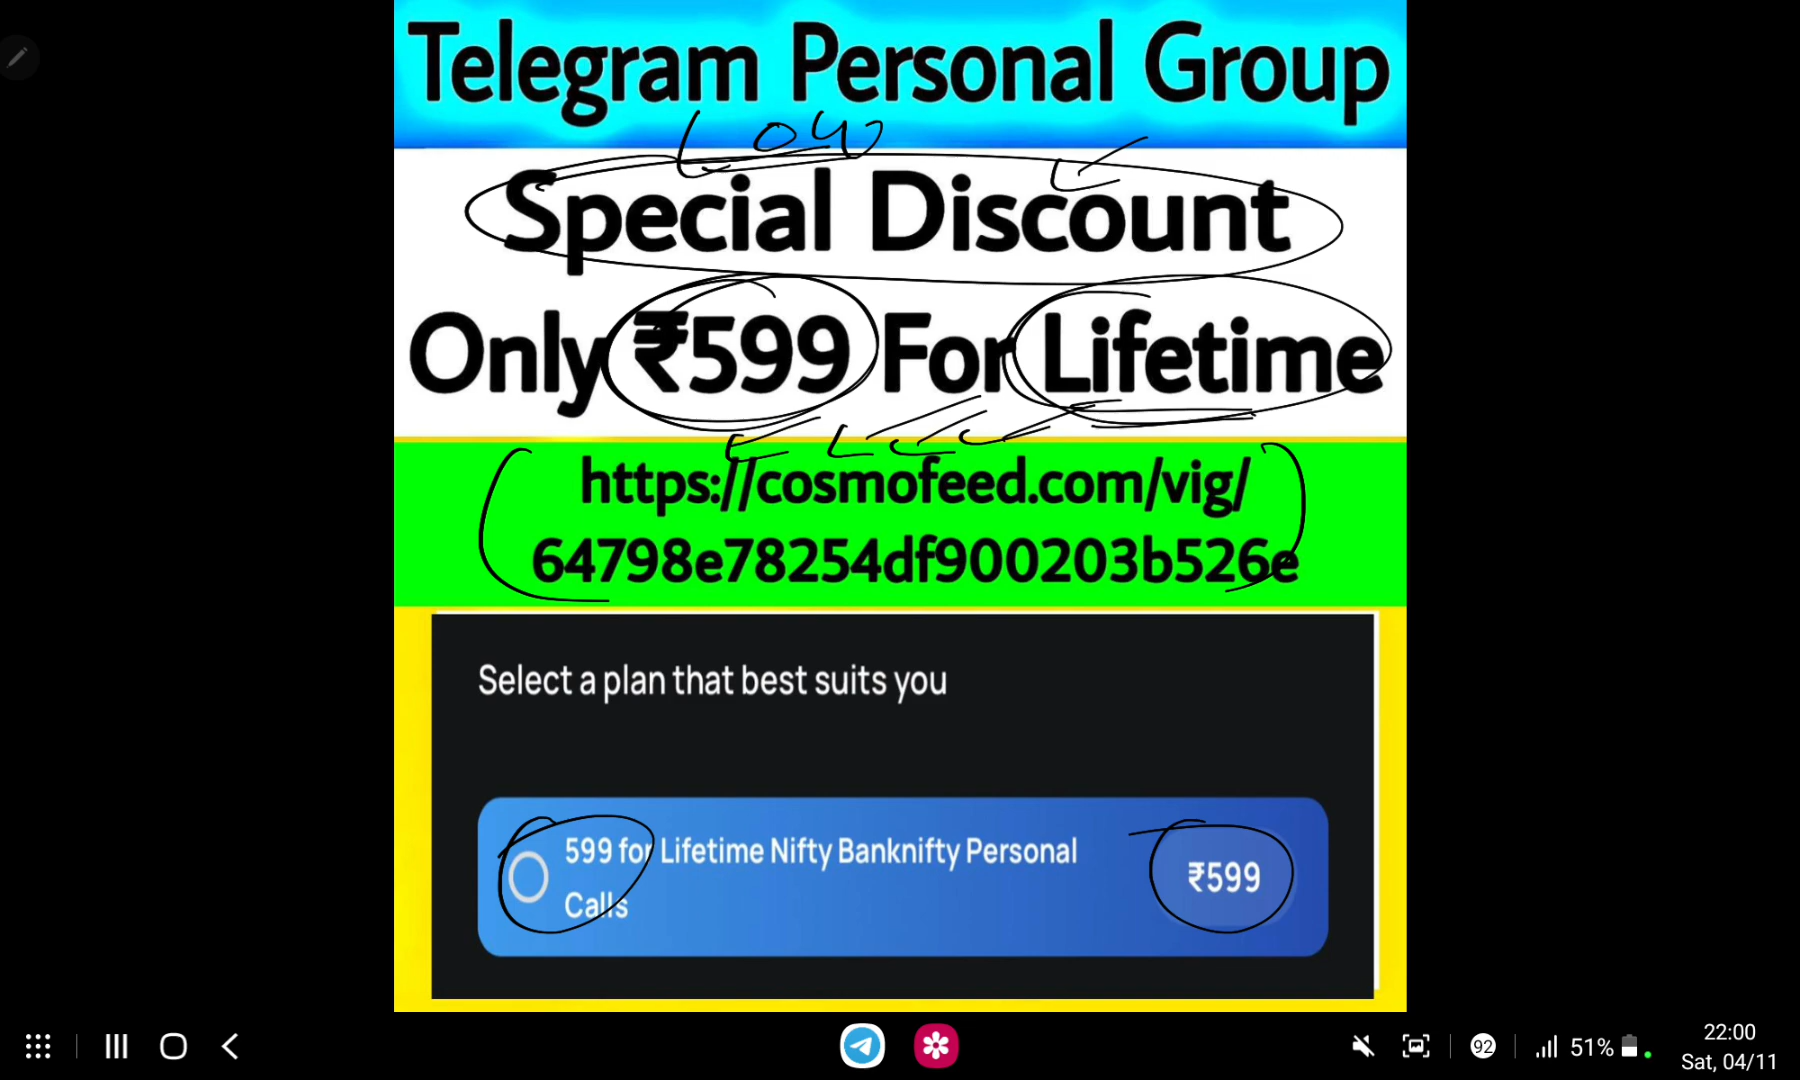 Telegram Personal Group
Low
Special Discount
Only ₹599 For Lifetime
https://cosmofeed.com/vig/
64798e78254df900203b526e
Select a plan that best suits you
599 for Lifetime Nifty Banknifty Personal
Calls
₹599
92
51%
22:00
Sat, 04/11